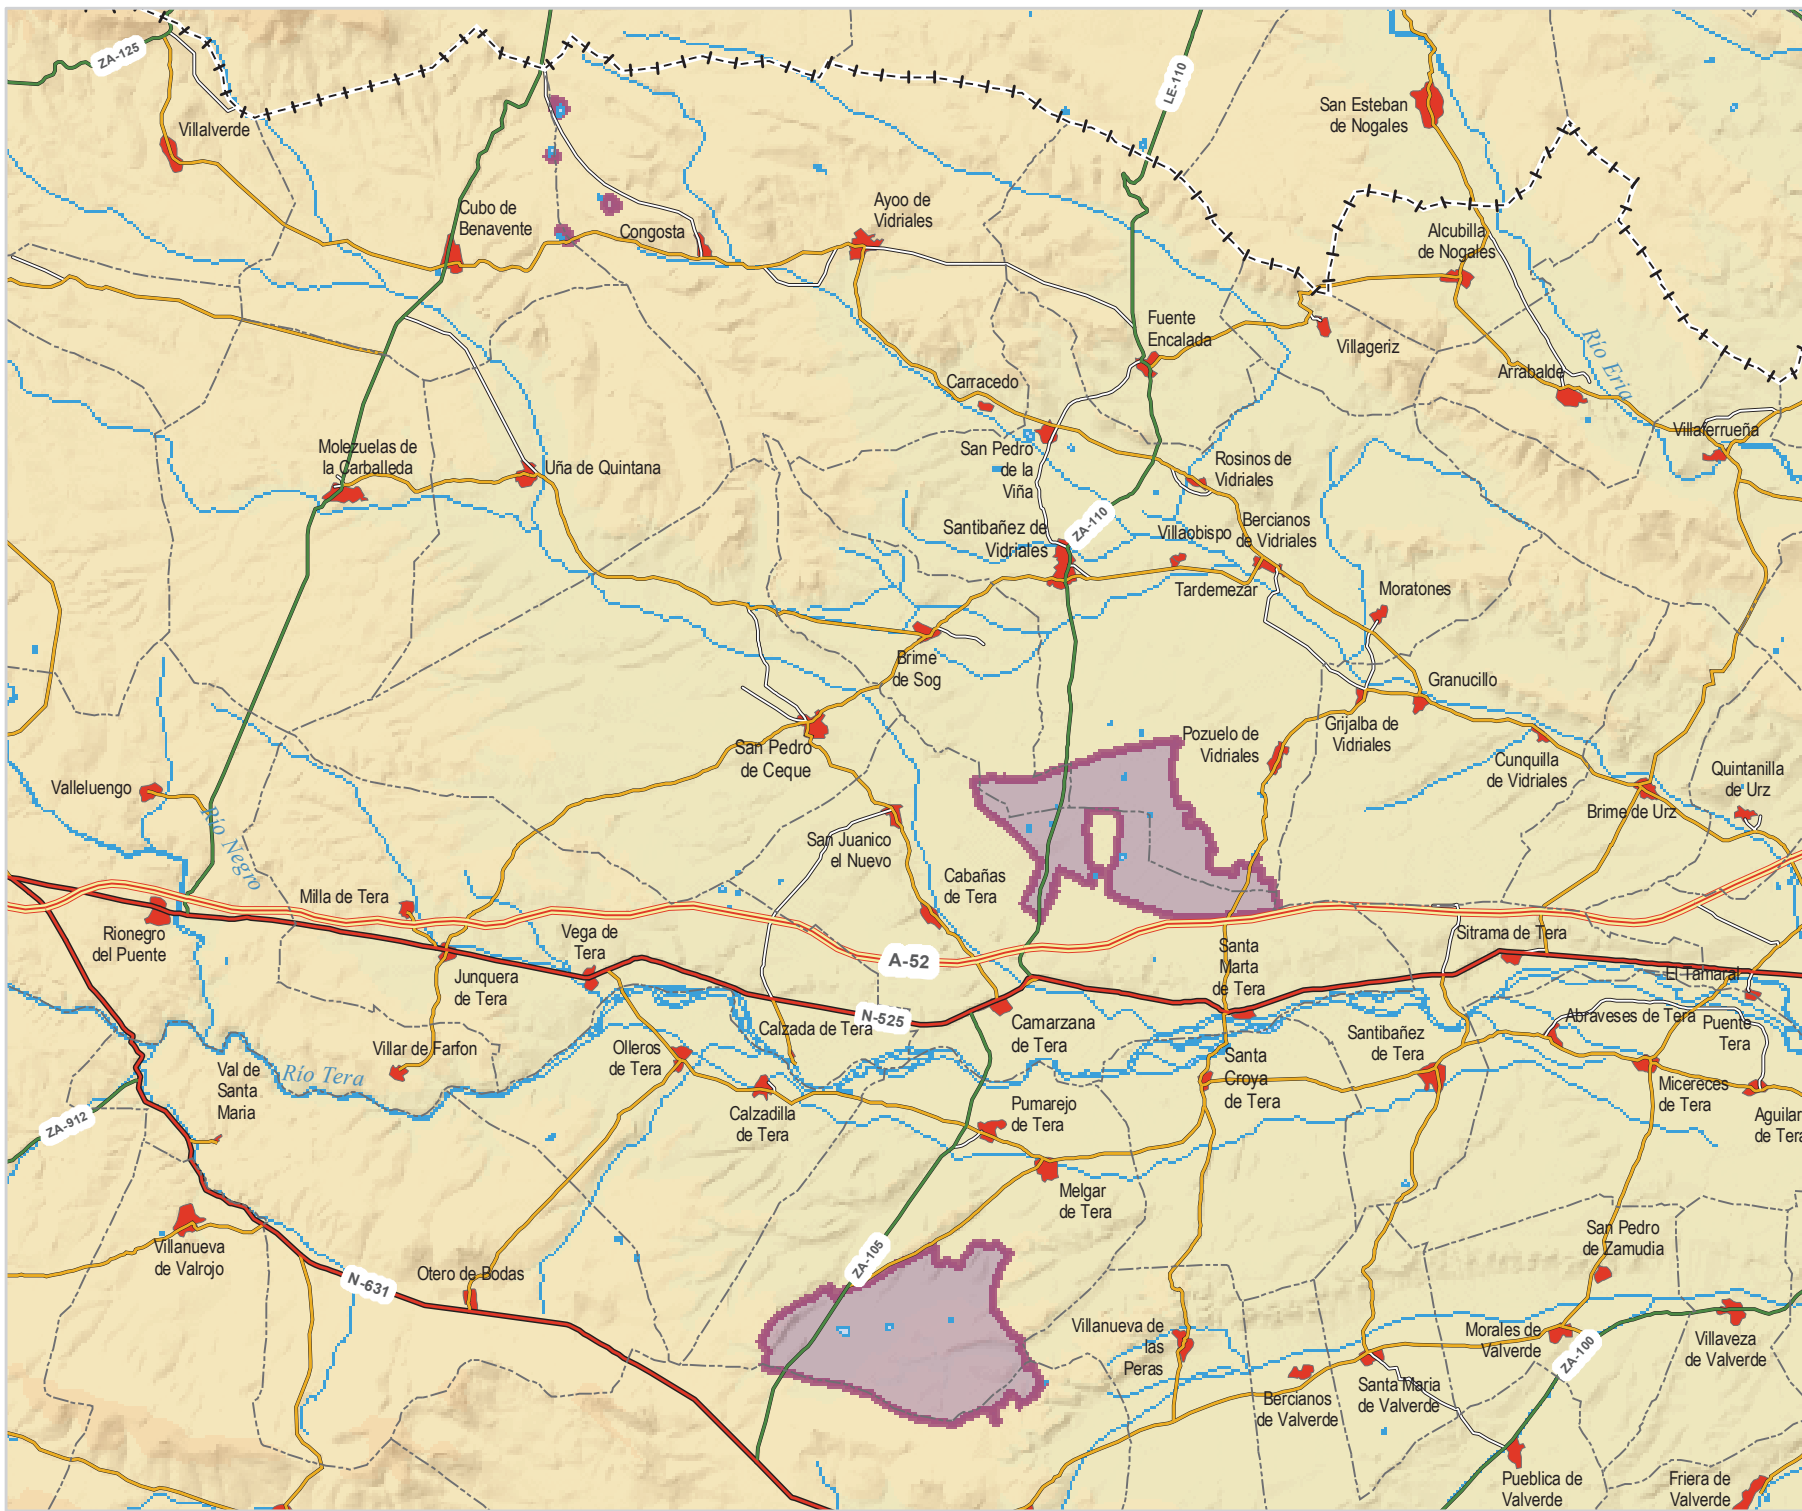 ZA-125
LE-110
Villalverde
San Esteban
de Nogales
Cubo de
Benavente
Congosta
Ayoo de
Vidriales
Alcubilla
de Nogales
Fuente
Encalada
Villageriz
Río Eria
Arrabalde
Carracedo
Villaferrueña
Molezuelas de
la Carballeda
Uña de Quintana
San Pedro
de la
Viña
Rosinos de
Vidriales
Santibañez de
Vidriales
ZA-110
Villaobispo
Bercianos
de Vidriales
Tardemezar
Moratones
Brime
de Sog
Granucillo
Grijalba de
Vidriales
San Pedro
de Ceque
Pozuelo de
Vidriales
Cunquilla
de Vidriales
Quintanilla
de Urz
Brime de Urz
Valleluengo
Río Negro
San Juanico
el Nuevo
Cabañas
de Tera
Milla de Tera
Rionegro
del Puente
Vega de
Tera
A-52
Santa
Marta
de Tera
Sitrama de Tera
Junquera
de Tera
El Tamaral
N-525
Calzada de Tera
Camarzana
de Tera
Abraveses de Tera
Puente
Tera
Villar de Farfon
Olleros
de Tera
Santibañez
de Tera
Val de
Santa
Maria
Río Tera
Santa
Croya
de Tera
Micereces
de Tera
ZA-912
Calzadilla
de Tera
Pumarejo
de Tera
Aguilar
de Tera
Melgar
de Tera
Villanueva
de Valrojo
ZA-105
San Pedro
de Zamudia
N-631
Otero de Bodas
Villanueva de
las
Peras
Morales de
Valverde
ZA-100
Villaveza
de Valverde
Bercianos
de Valverde
Santa Maria
de Valverde
Pueblica de
Valverde
Friera de
Valverde